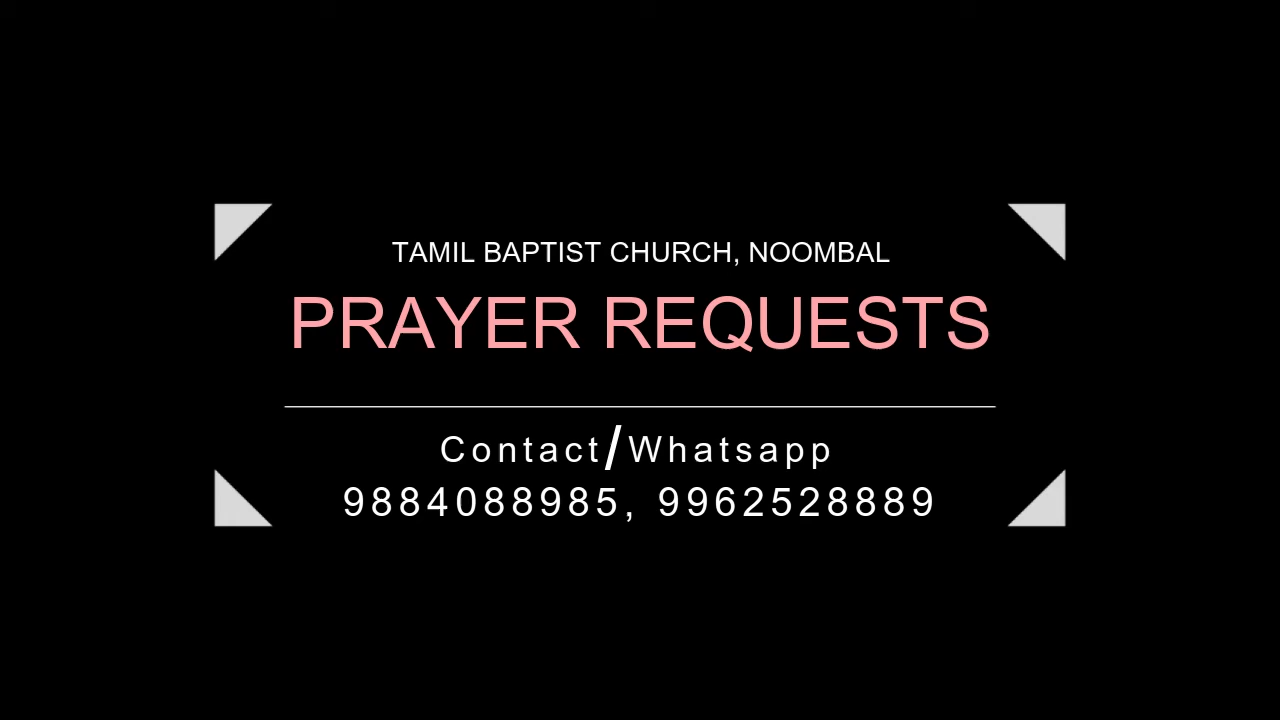 TAMIL BAPTIST CHURCH, NOOMBAL
PRAYER REQUESTS
Contact/Whatsapp
9884088985, 9962528889